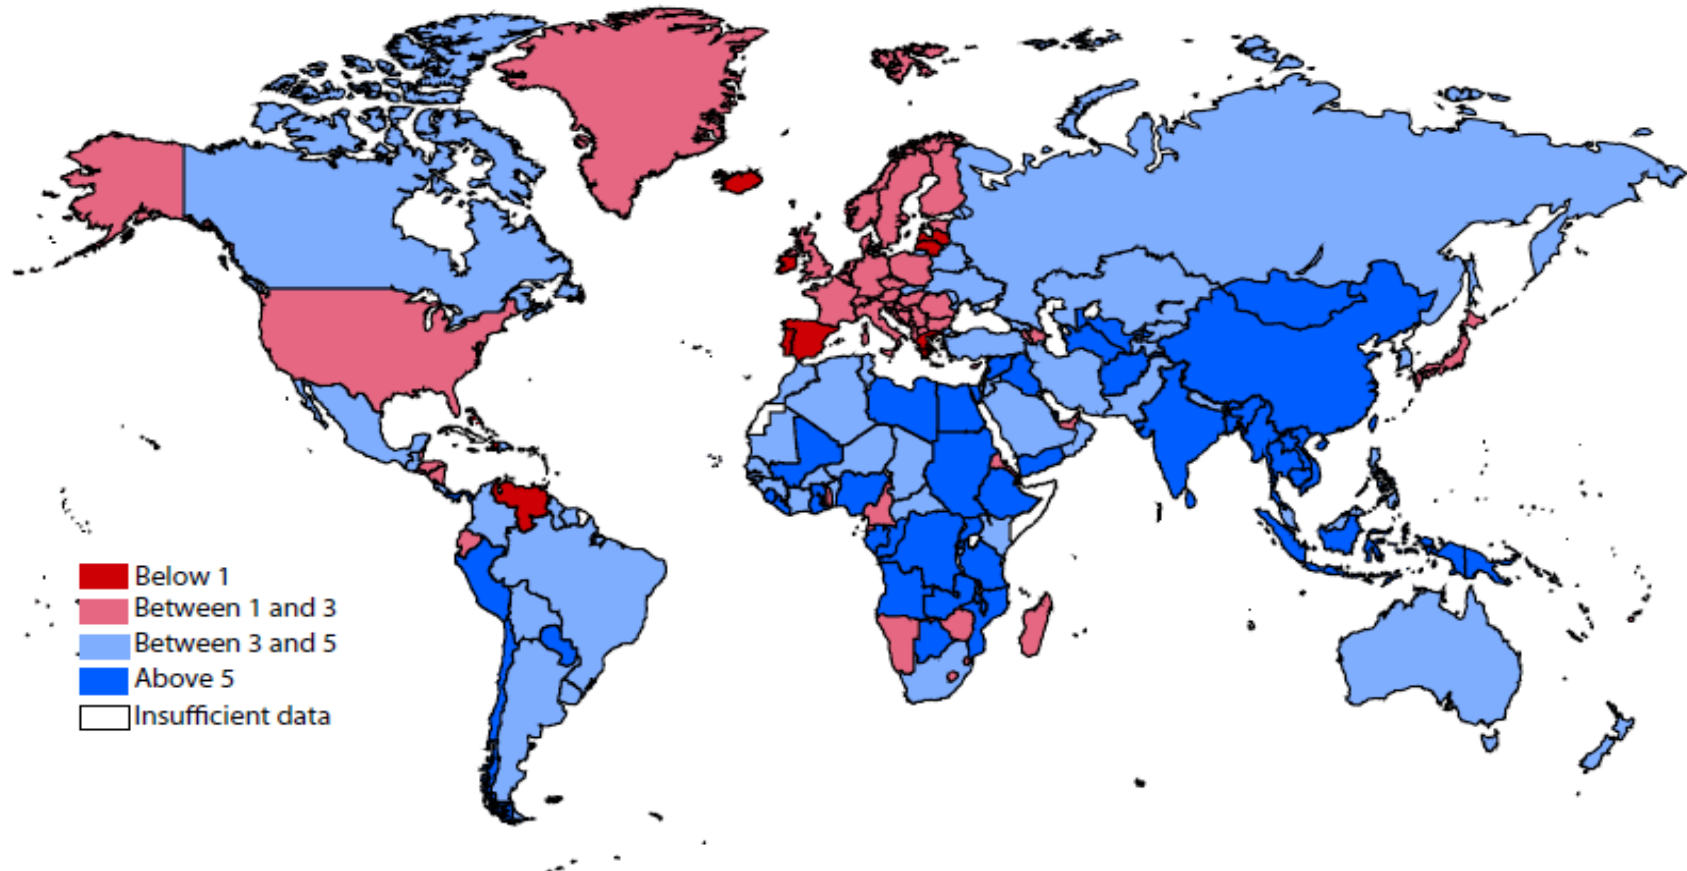 Below 1
Between 1 and 3
Between 3 and 5
Above 5
Insufficient data